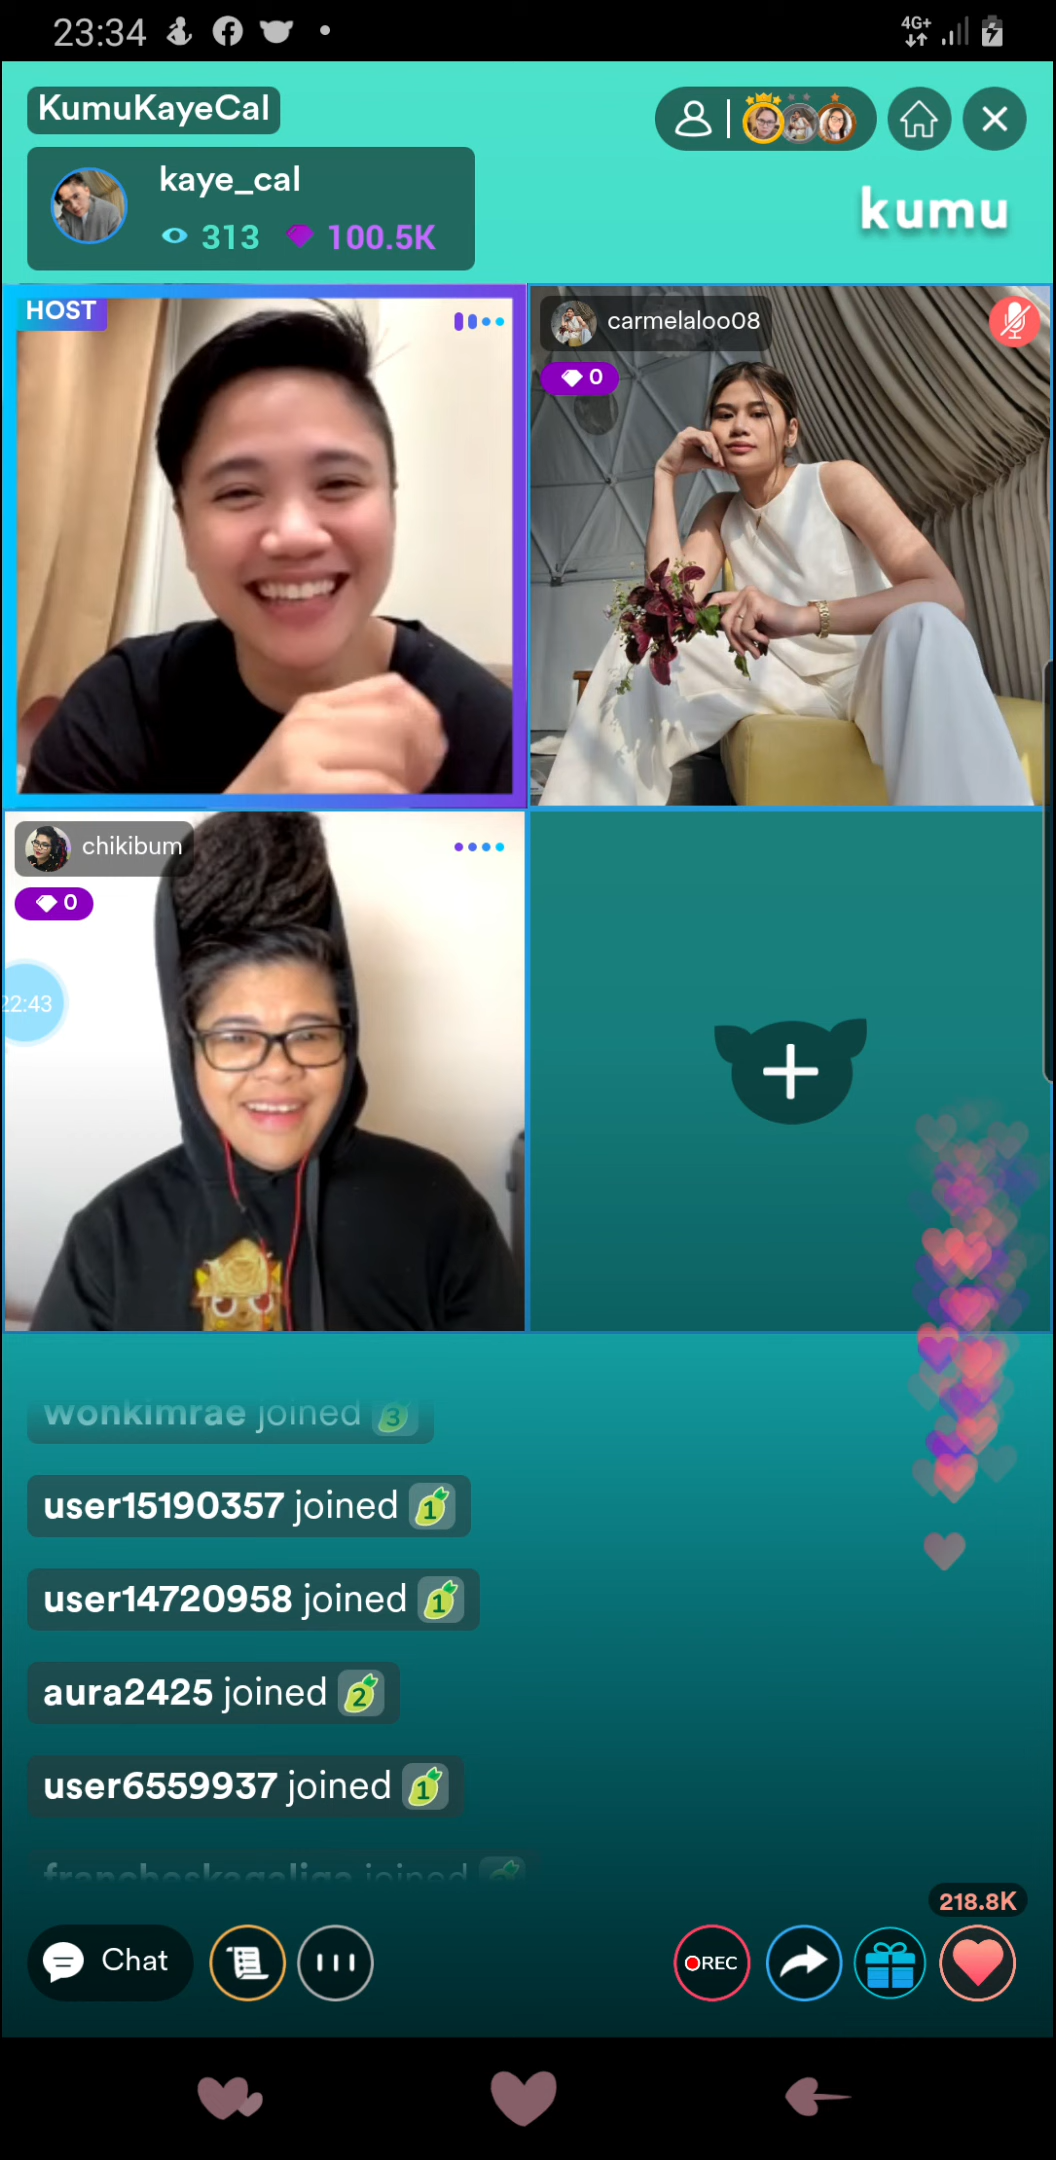 23:34
4G+
KumuKayeCal
kaye_cal
313 100.5K
kumu
HOST
carmelaloo08
0
chikibum
0
22:43
wonkimrae joined 3
user15190357 joined 1
user14720958 joined 1
aura2425 joined 2
user6559937 joined 1
joined
218.8K
Chat
REC